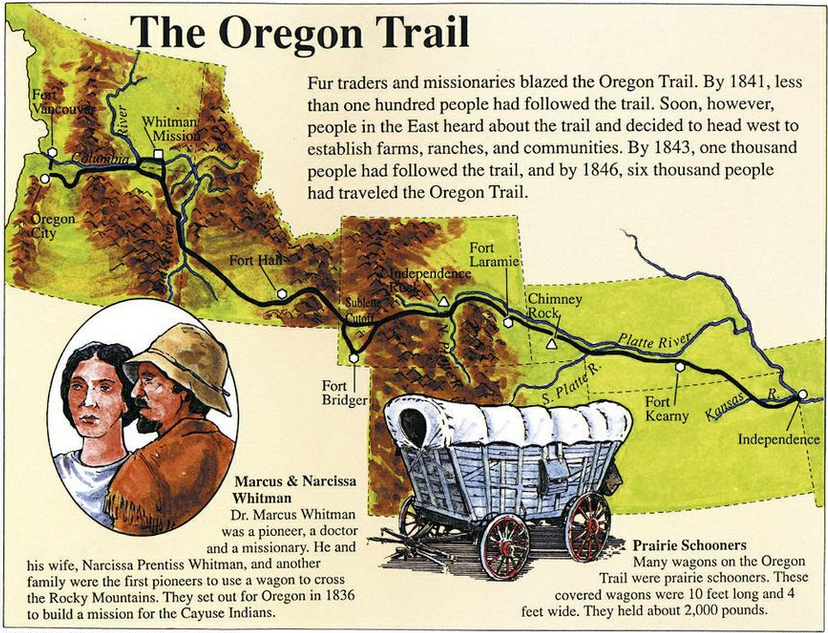 The Oregon Trail
Fur traders and missionaries blazed the Oregon Trail. By 1841, less
than one hundred people had followed the trail. Soon, however,
people in the East heard about the trail and decided to head west to
establish farms, ranches, and communities. By 1843, one thousand
people had followed the trail, and by 1846, six thousand people
had traveled the Oregon Trail.
Fort
Vancouver
River
Whitman
Mission
Columbia
Oregon
City
River
Fort Hall
Sublette
Cutoff
Independence
Rock
Fort
Laramie
Chimney
Rock
N. Platte R.
Platte River
S. Platte R.
Fort
Bridger
Fort
Kearny
Kansas R.
Independence
Marcus & Narcissa
Whitman
Dr. Marcus Whitman
was a pioneer, a doctor
and a missionary. He and
his wife, Narcissa Prentiss Whitman, and another
family were the first pioneers to use a wagon to cross
the Rocky Mountains. They set out for Oregon in 1836
to build a mission for the Cayuse Indians.
Prairie Schooners
Many wagons on the Oregon
Trail were prairie schooners. These
covered wagons were 10 feet long and 4
feet wide. They held about 2,000 pounds.